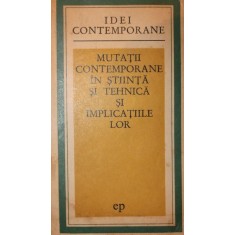 IDEI
CONTEMPORANE
MUTAȚII
CONTEMPORANE
ÎN ȘTIINȚĂ
ȘI TEHNICĂ
ȘI
IMPLICAȚIILE
LOR
ep